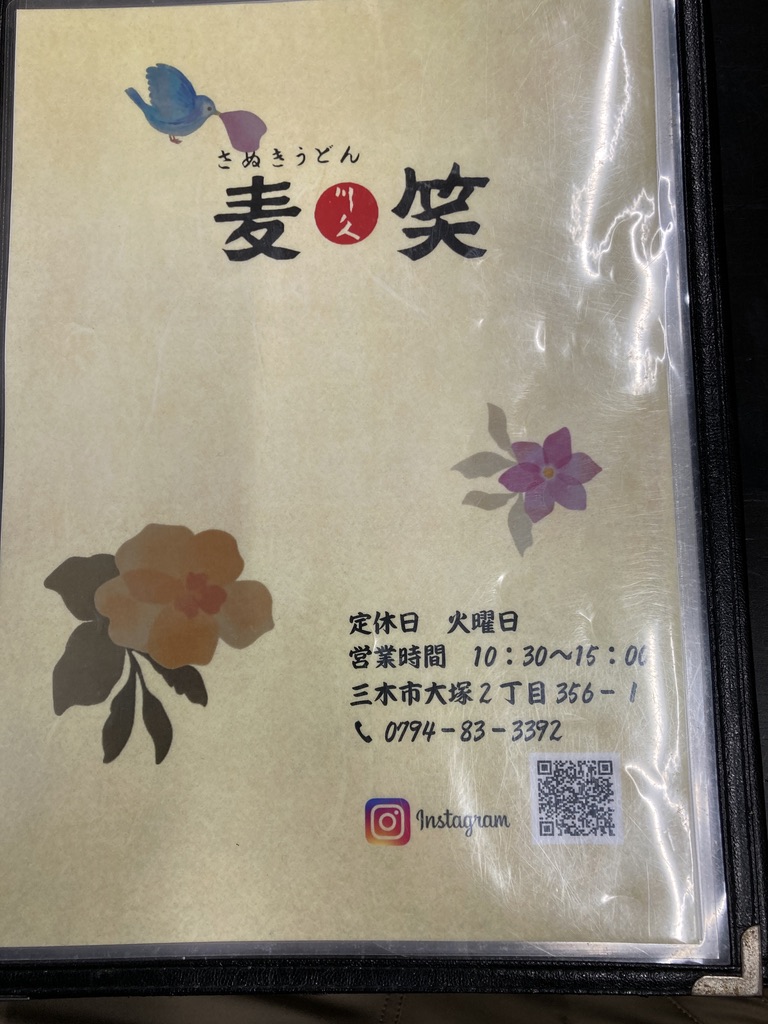 さぬきうどん
麦川久笑
定休日 火曜日
営業時間 10:30〜15:00
三木市大塚2丁目356-1
0794-83-3392
Instagram